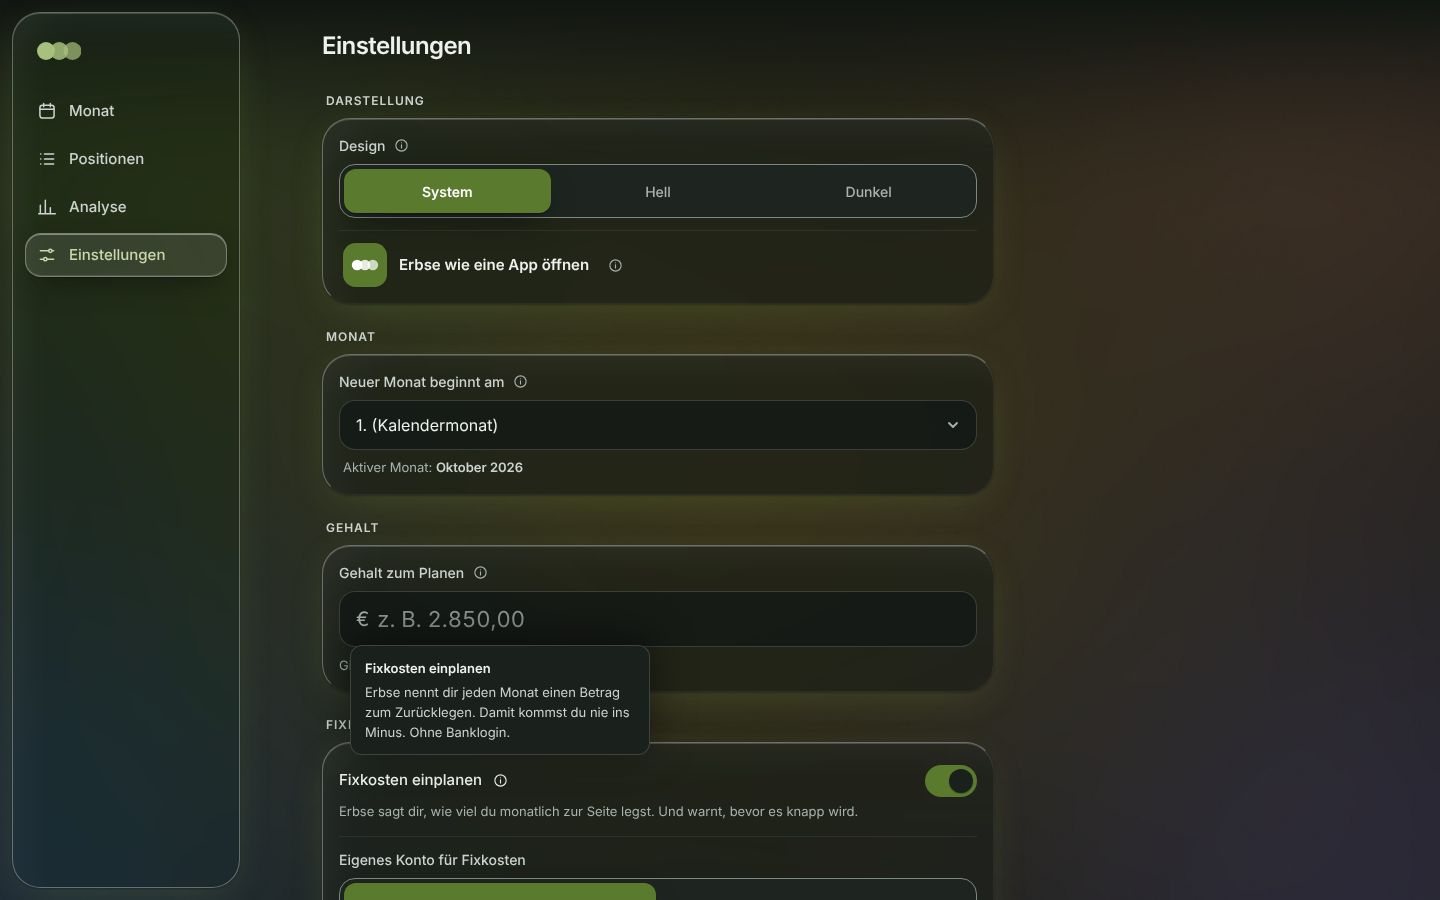 Einstellungen
Monat
Positionen
Analyse
Einstellungen
DARSTELLUNG
Design
System
Hell
Dunkel
Erbse wie eine App öffnen
MONAT
Neuer Monat beginnt am
1. (Kalendermonat)
Aktiver Monat: Oktober 2026
GEHALT
Gehalt zum Planen
€ z. B. 2.850,00
Fixkosten einplanen
Erbse nennt dir jeden Monat einen Betrag
zum Zurücklegen. Damit kommst du nie ins
Minus. Ohne Banklogin.
Fixkosten einplanen
Erbse sagt dir, wie viel du monatlich zur Seite legst. Und warnt, bevor es knapp wird.
Eigenes Konto für Fixkosten